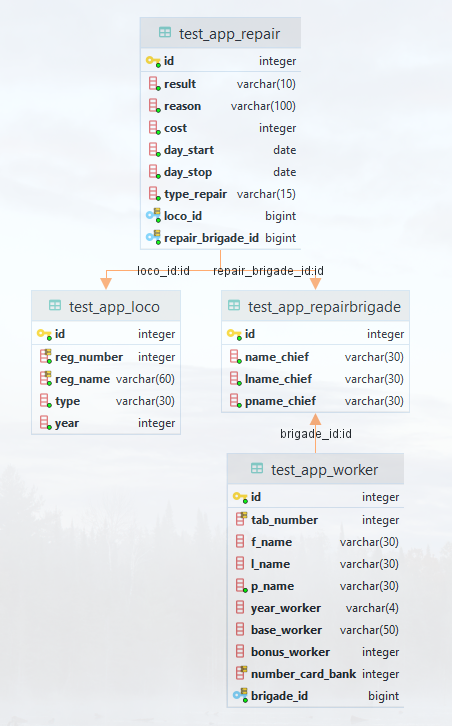 test_app_repair
id integer
result varchar(10)
reason varchar(100)
cost integer
day_start date
day_stop date
type_repair varchar(15)
loco_id bigint
repair_brigade_id bigint
loco_id:id repair_brigade_id:id
test_app_loco
id integer
reg_number integer
reg_name varchar(60)
type varchar(30)
year integer
test_app_repairbrigade
id integer
name_chief varchar(30)
lname_chief varchar(30)
pname_chief varchar(30)
brigade_id:id
test_app_worker
id integer
tab_number integer
f_name varchar(30)
l_name varchar(30)
p_name varchar(30)
year_worker varchar(4)
base_worker varchar(50)
bonus_worker integer
number_card_bank integer
brigade_id bigint